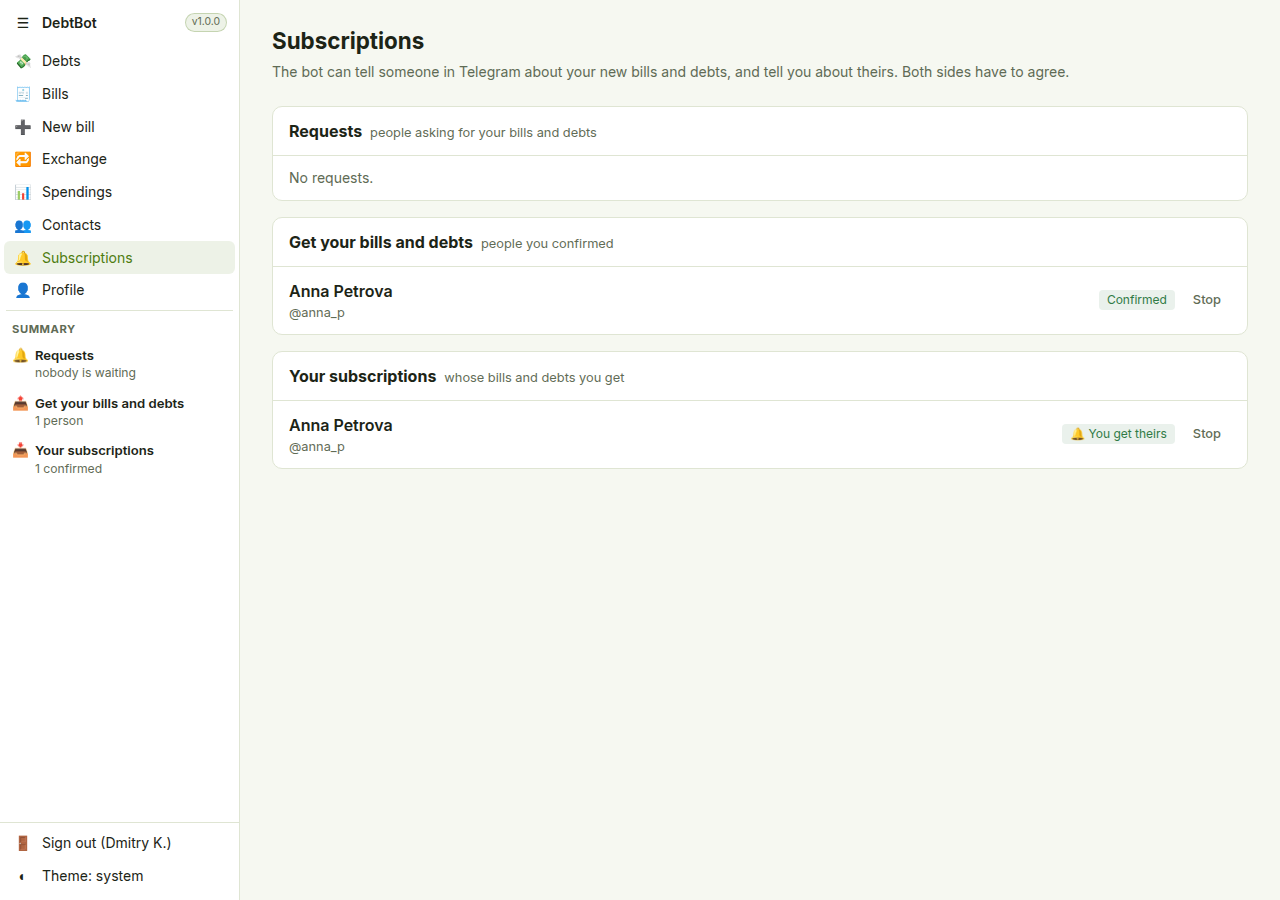 ☰ DebtBot v1.0.0
💸 Debts
🧾 Bills
➕ New bill
🔁 Exchange
📊 Spendings
👥 Contacts
🔔 Subscriptions
👤 Profile
SUMMARY
🔔 Requests
nobody is waiting
📤 Get your bills and debts
1 person
📥 Your subscriptions
1 confirmed
🚪 Sign out (Dmitry K.)
Theme: system
Subscriptions
The bot can tell someone in Telegram about your new bills and debts, and tell you about theirs. Both sides have to agree.
Requests people asking for your bills and debts
No requests.
Get your bills and debts people you confirmed
Anna Petrova
@anna_p
Confirmed Stop
Your subscriptions whose bills and debts you get
Anna Petrova
@anna_p
🔔 You get theirs Stop